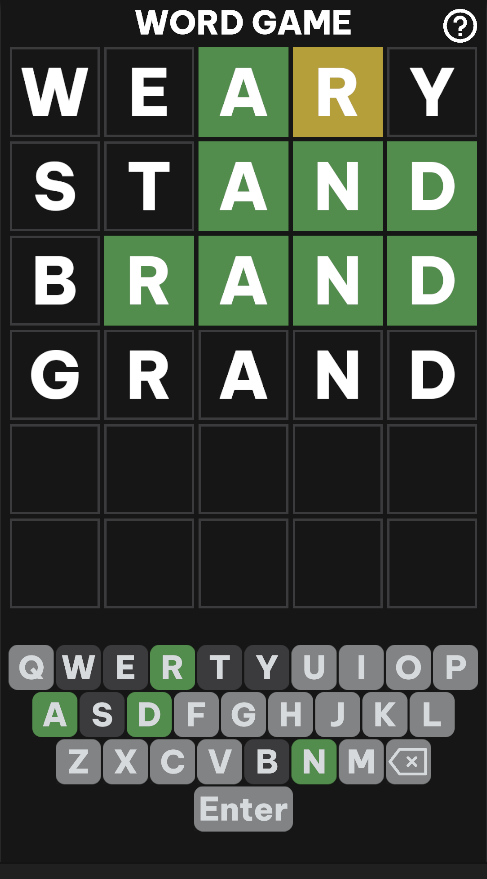 WORD GAME ?
W E A R Y
S T A N D
B R A N D
G R A N D
Q W E R T Y U I O P
A S D F G H J K L
Z X C V B N M
Enter